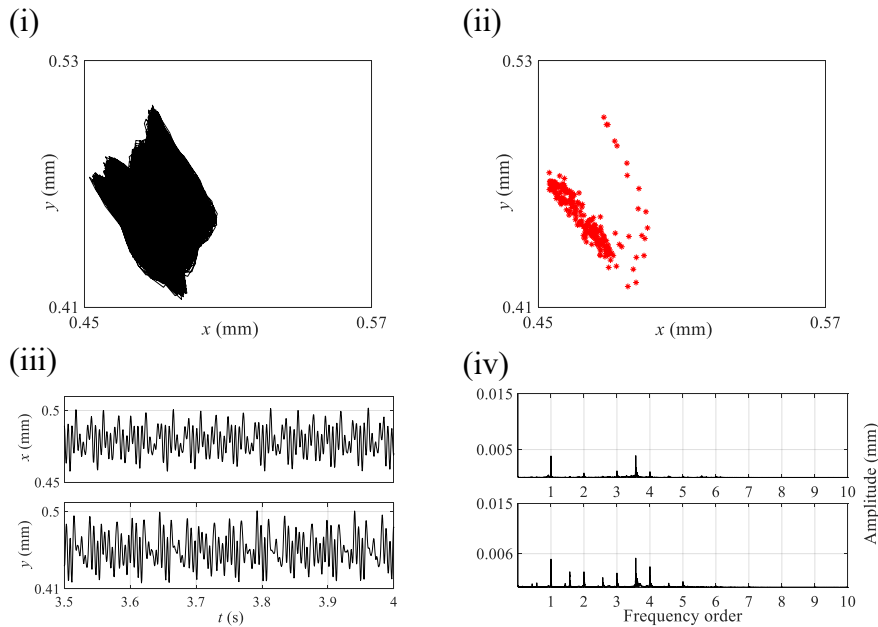 (i)
0.53
y (mm)
0.41
0.45
x (mm)
0.57
(ii)
0.53
y (mm)
0.41
0.45
x (mm)
0.57
(iii)
0.5
x (mm)
0.45
0.5
y (mm)
0.41
3.5 3.6 3.7 3.8 3.9 4
t (s)
(iv)
0.015
0.005
1 2 3 4 5 6 7 8 9 10
0.015
0.006
1 2 3 4 5 6 7 8 9 10
Frequency order
Amplitude (mm)